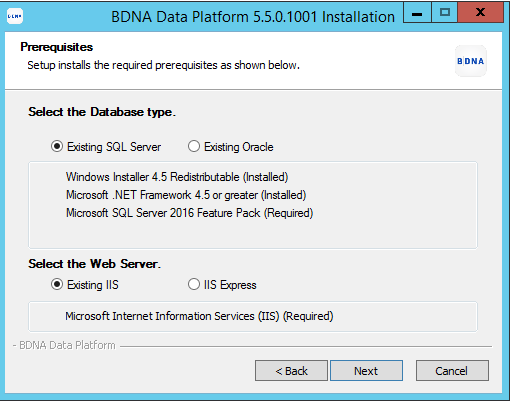 BDNA
BDNA Data Platform 5.5.0.1001 Installation
Prerequisites
Setup installs the required prerequisites as shown below.
BDNA
Select the Database type.
Existing SQL Server
Existing Oracle
Windows Installer 4.5 Redistributable (Installed)
Microsoft .NET Framework 4.5 or greater (Installed)
Microsoft SQL Server 2016 Feature Pack (Required)
Select the Web Server.
Existing IIS
IIS Express
Microsoft Internet Information Services (IIS) (Required)
- BDNA Data Platform
< Back
Next
Cancel